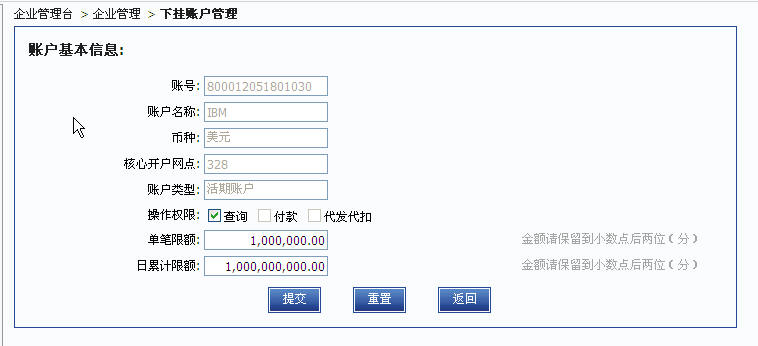 企业管理台 > 企业管理 > 下挂账户管理
账户基本信息:
账号: 800012051801030
账户名称: IBM
币种: 美元
核心开户网点: 328
账户类型: 活期账户
操作权限: 查询 付款 代发代扣
单笔限额: 1,000,000.00 金额请保留到小数点后两位(分)
日累计限额: 1,000,000,000.00 金额请保留到小数点后两位(分)
提交 重置 返回